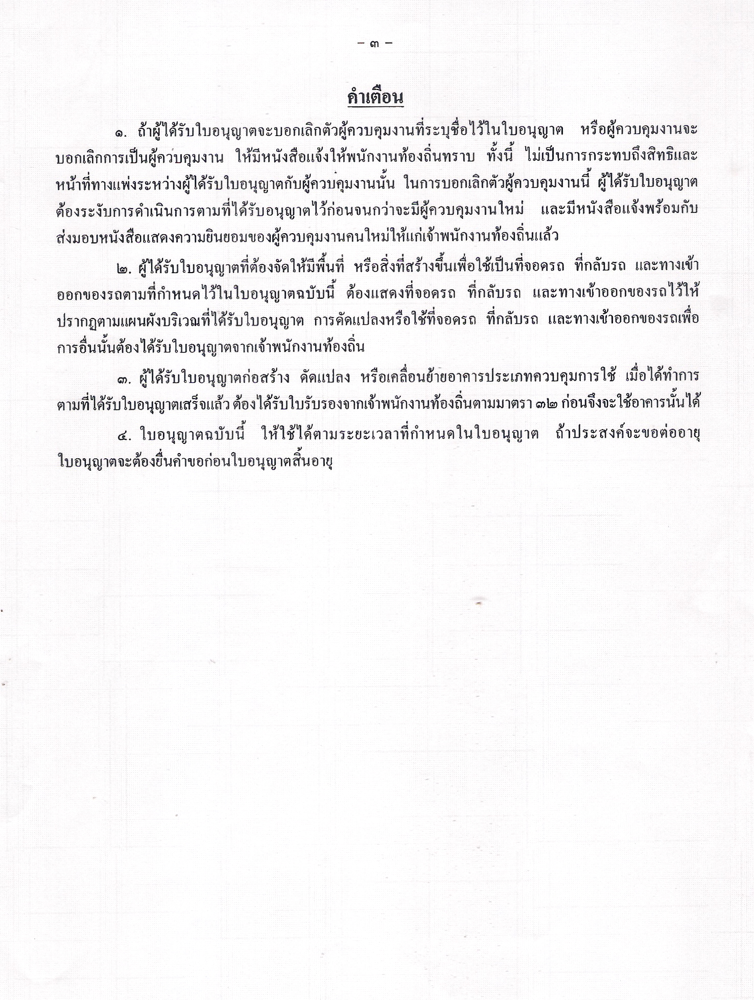 - ๓ -
คำเตือน
๑. ถ้าผู้ได้รับใบอนุญาตจะบอกเลิกตัวผู้ควบคุมงานที่ระบุชื่อไว้ในใบอนุญาต หรือผู้ควบคุมงานจะ
บอกเลิกการเป็นผู้ควบคุมงาน ให้มีหนังสือแจ้งให้พนักงานท้องถิ่นทราบ ทั้งนี้ ไม่เป็นการกระทบถึงสิทธิและ
หน้าที่ทางแพ่งระหว่างผู้ได้รับใบอนุญาตกับผู้ควบคุมงานนั้น ในการบอกเลิกตัวผู้ควบคุมงานนี้ ผู้ได้รับใบอนุญาต
ต้องระงับการดำเนินการตามที่ได้รับอนุญาตไว้ก่อนจนกว่าจะมีผู้ควบคุมงานใหม่ และมีหนังสือแจ้งพร้อมกับ
ส่งมอบหนังสือแสดงความยินยอมของผู้ควบคุมงานคนใหม่ให้แก่เจ้าพนักงานท้องถิ่นแล้ว
๒. ผู้ได้รับใบอนุญาตที่ต้องจัดให้มีพื้นที่ หรือสิ่งที่สร้างขึ้นเพื่อใช้เป็นที่จอดรถ ที่กลับรถ และทางเข้า
ออกของรถตามที่กำหนดไว้ในใบอนุญาตฉบับนี้ ต้องแสดงที่จอดรถ ที่กลับรถ และทางเข้าออกของรถไว้ให้
ปรากฏตามแผนผังบริเวณที่ได้รับใบอนุญาต การดัดแปลงหรือใช้ที่จอดรถ ที่กลับรถ และทางเข้าออกของรถเพื่อ
การอื่นนั้นต้องได้รับใบอนุญาตจากเจ้าพนักงานท้องถิ่น
๓. ผู้ได้รับใบอนุญาตก่อสร้าง ดัดแปลง หรือเคลื่อนย้ายอาคารประเภทควบคุมการใช้ เมื่อได้ทำการ
ตามที่ได้รับใบอนุญาตเสร็จแล้ว ต้องได้รับใบรับรองจากเจ้าพนักงานท้องถิ่นตามมาตรา ๓๒ ก่อนจึงจะใช้อาคารนั้นได้
๔. ใบอนุญาตฉบับนี้ ให้ใช้ได้ตามระยะเวลาที่กำหนดในใบอนุญาต ถ้าประสงค์จะขอต่ออายุ
ใบอนุญาตจะต้องยื่นคำขอก่อนใบอนุญาตสิ้นอายุ